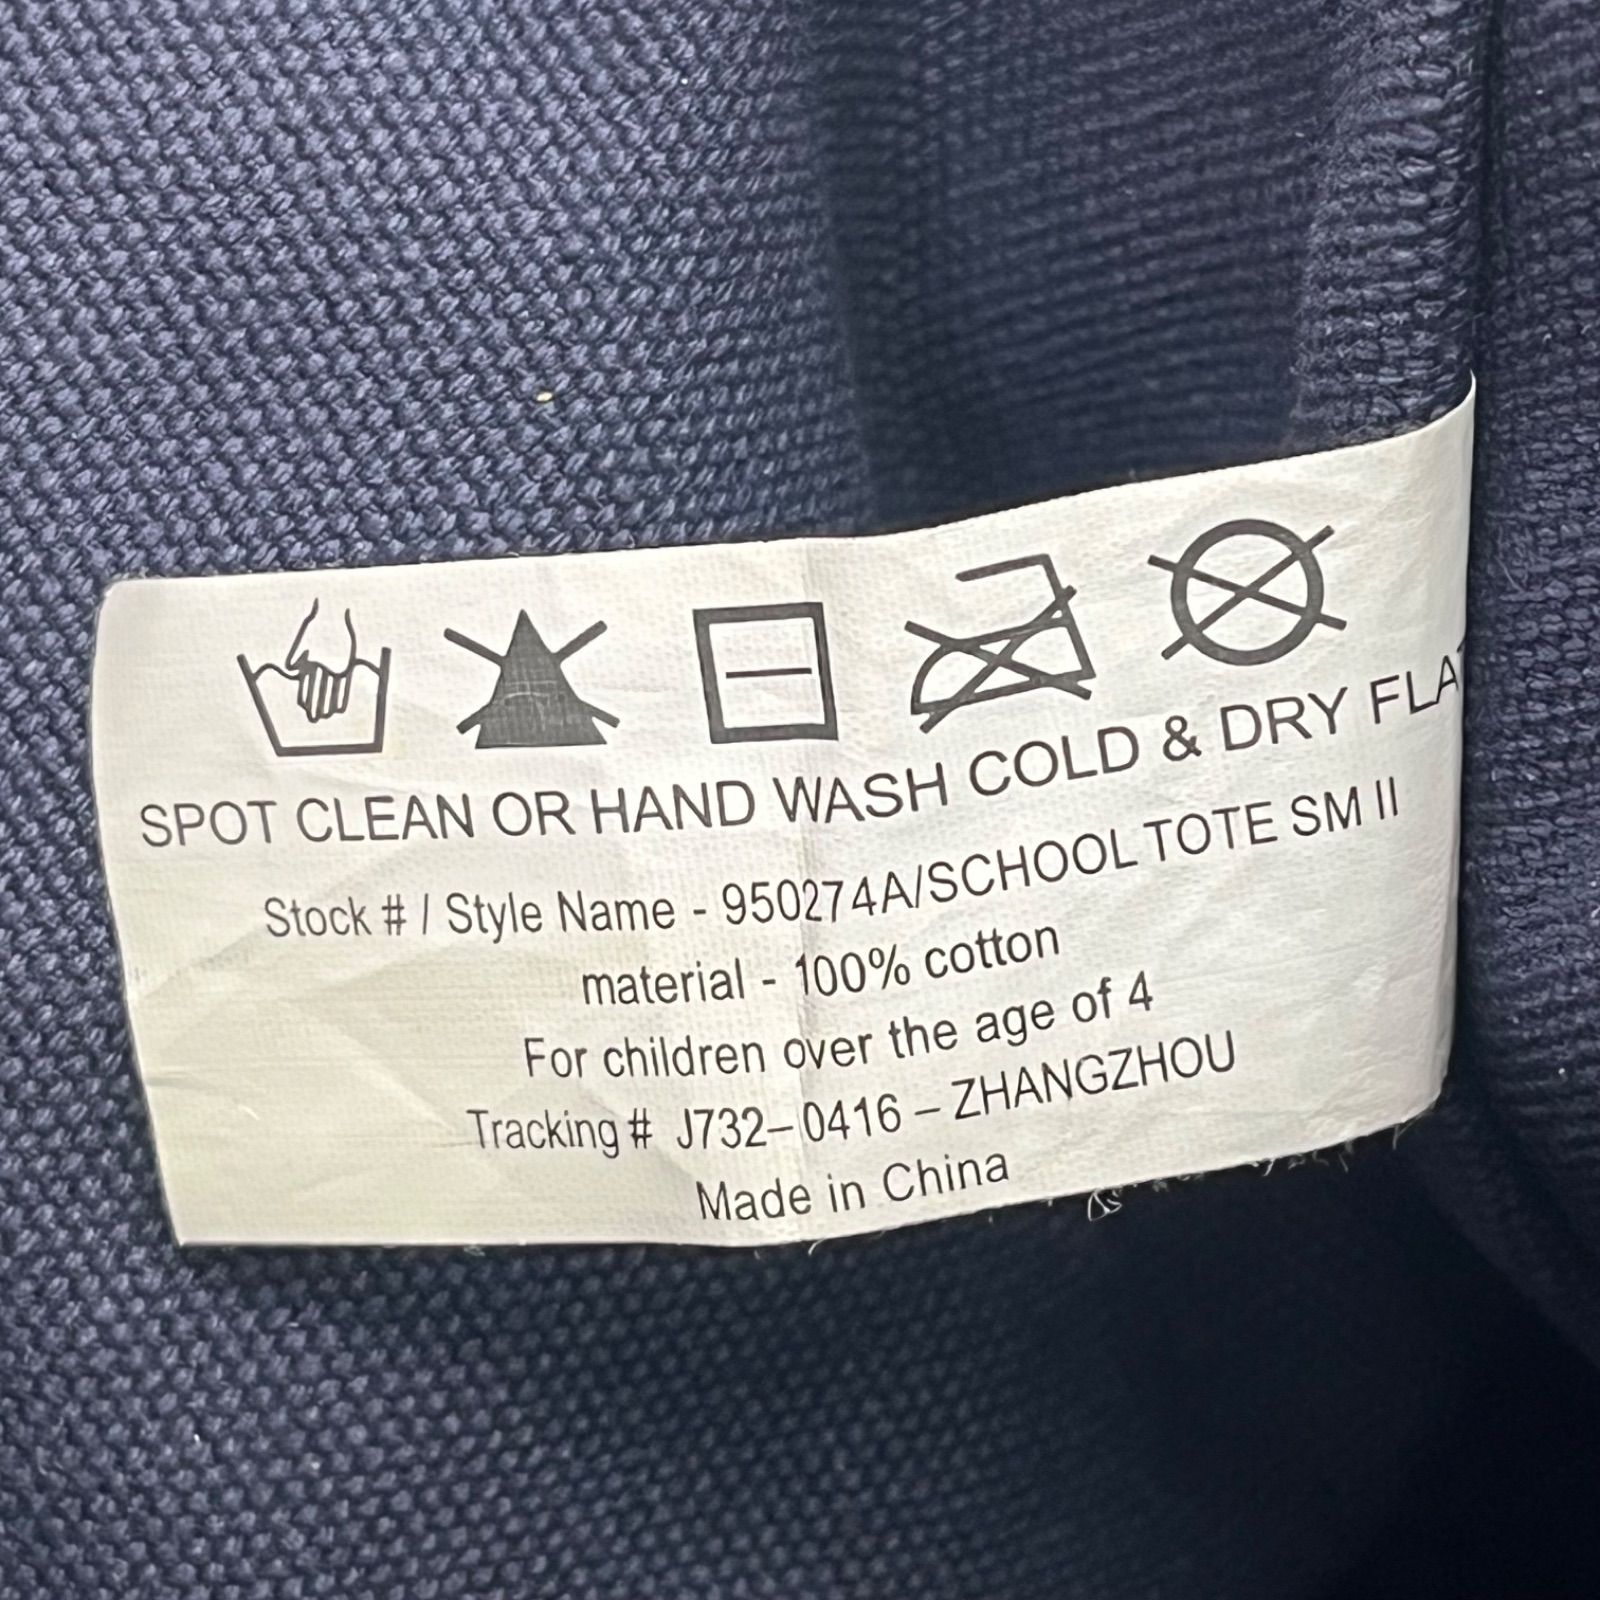 SPOT CLEAN OR HAND WASH COLD & DRY FLAT
Stock # / Style Name - 950274A/SCHOOL TOTE SM II
material - 100% cotton
For children over the age of 4
Tracking # J732-0416 - ZHANGZHOU
Made in China